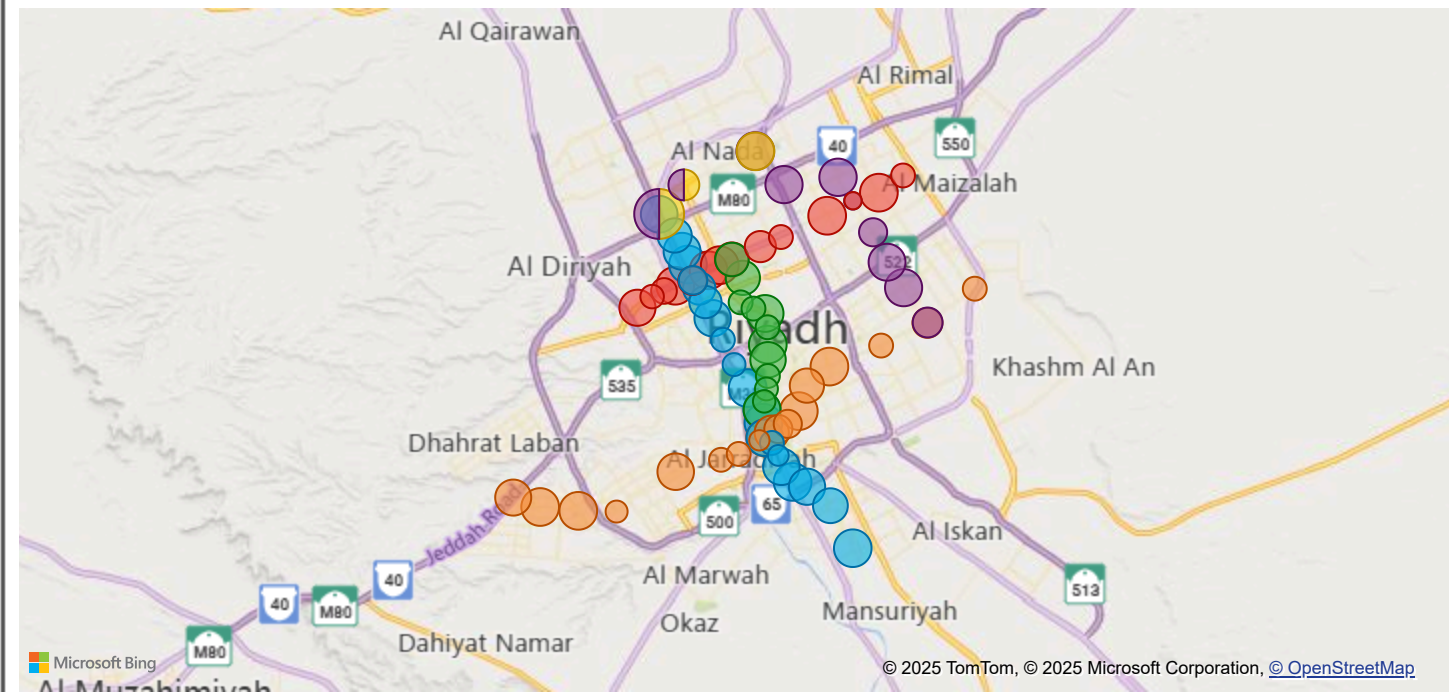 Al Qairawan
Al Rimal
550
40
Al Nada
M80
Al Maizalah
Al Diriyah
522
Riyadh
Khashm Al An
535
Dhahrat Laban
Al Jarradiyah
65
500
Jeddah Road
Al Iskan
40
Al Marwah
513
40
M80
Mansuriyah
Okaz
Dahiyat Namar
M80
Microsoft Bing
© 2025 TomTom, © 2025 Microsoft Corporation, © OpenStreetMap
Al Muzahimiyah